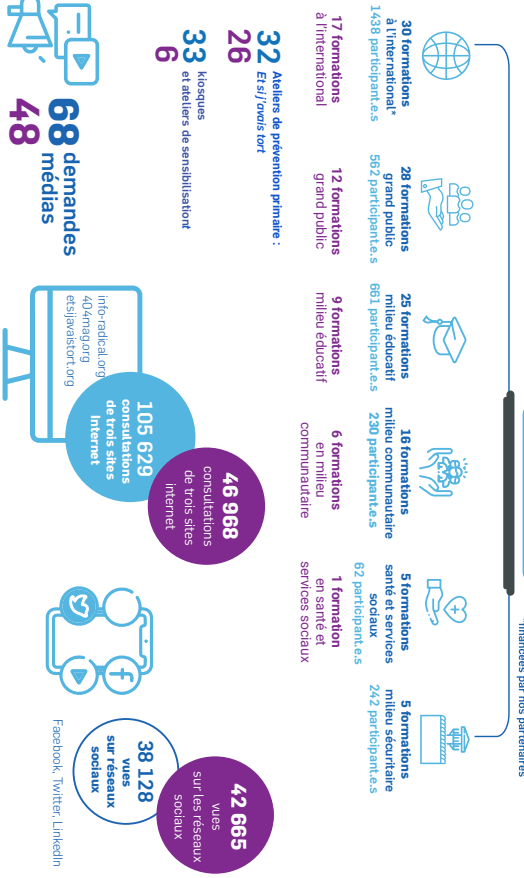 financées par nos partenaires
30 formations
à l'international*
1438 participant.e.s
28 formations
grand public
562 participant.e.s
25 formations
milieu éducatif
661 participant.e.s
16 formations
milieu communautaire
230 participant.e.s
5 formations
santé et services
sociaux
62 participant.e.s
5 formations
milieu sécuritaire
242 participant.e.s
17 formations
à l'international
12 formations
grand public
9 formations
milieu éducatif
6 formations
en milieu
communautaire
1 formation
en santé et
services sociaux
32 Ateliers de prévention primaire :
26 Et si j'avais tort
33 kiosques
6 et ateliers de sensibilisationt
68 demandes
48 médias
info-radical.org
404mag.org
etsijavaistort.org
105 629
consultations
de trois sites
Internet
46 968
consultations
de trois sites
internet
38 128
vues
sur réseaux
sociaux
42 665
vues
sur les réseaux
sociaux
Facebook, Twitter, LinkedIn